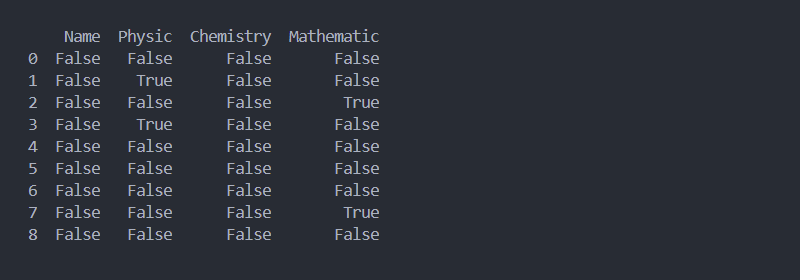 Name Physic Chemistry Mathematic
0 False False False False
1 False True False False
2 False False False True
3 False True False False
4 False False False False
5 False False False False
6 False False False False
7 False False False True
8 False False False False